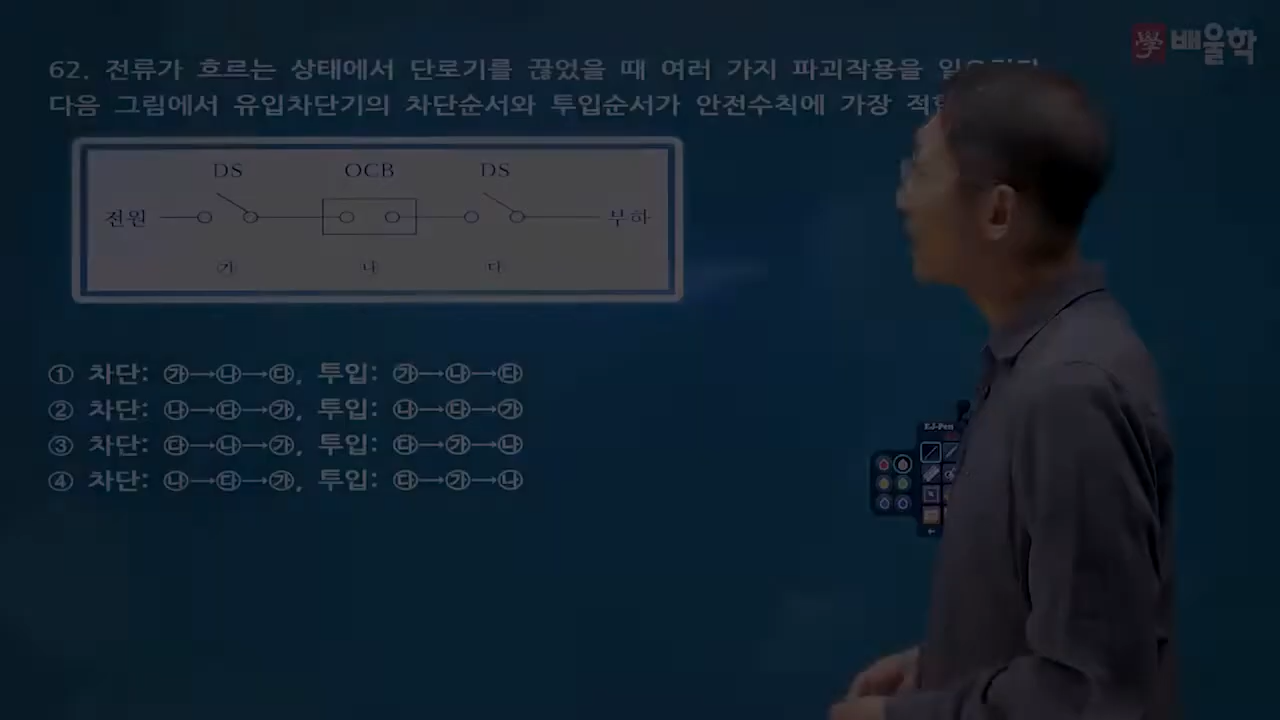 學 배울학
62. 전류가 흐르는 상태에서 단로기를 끊었을 때 여러 가지 파괴작용을
다음 그림에서 유입차단기의 차단순서와 투입순서가 안전수칙에 가장
DS OCB DS
전원 부하
가 나 다
① 차단: ㉮→㉯→㉰, 투입: ㉮→㉯→㉰
② 차단: ㉯→㉰→㉮, 투입: ㉯→㉰→㉮
③ 차단: ㉰→㉯→㉮, 투입: ㉰→㉮→㉯
④ 차단: ㉯→㉰→㉮, 투입: ㉰→㉮→㉯
EJ-Pen